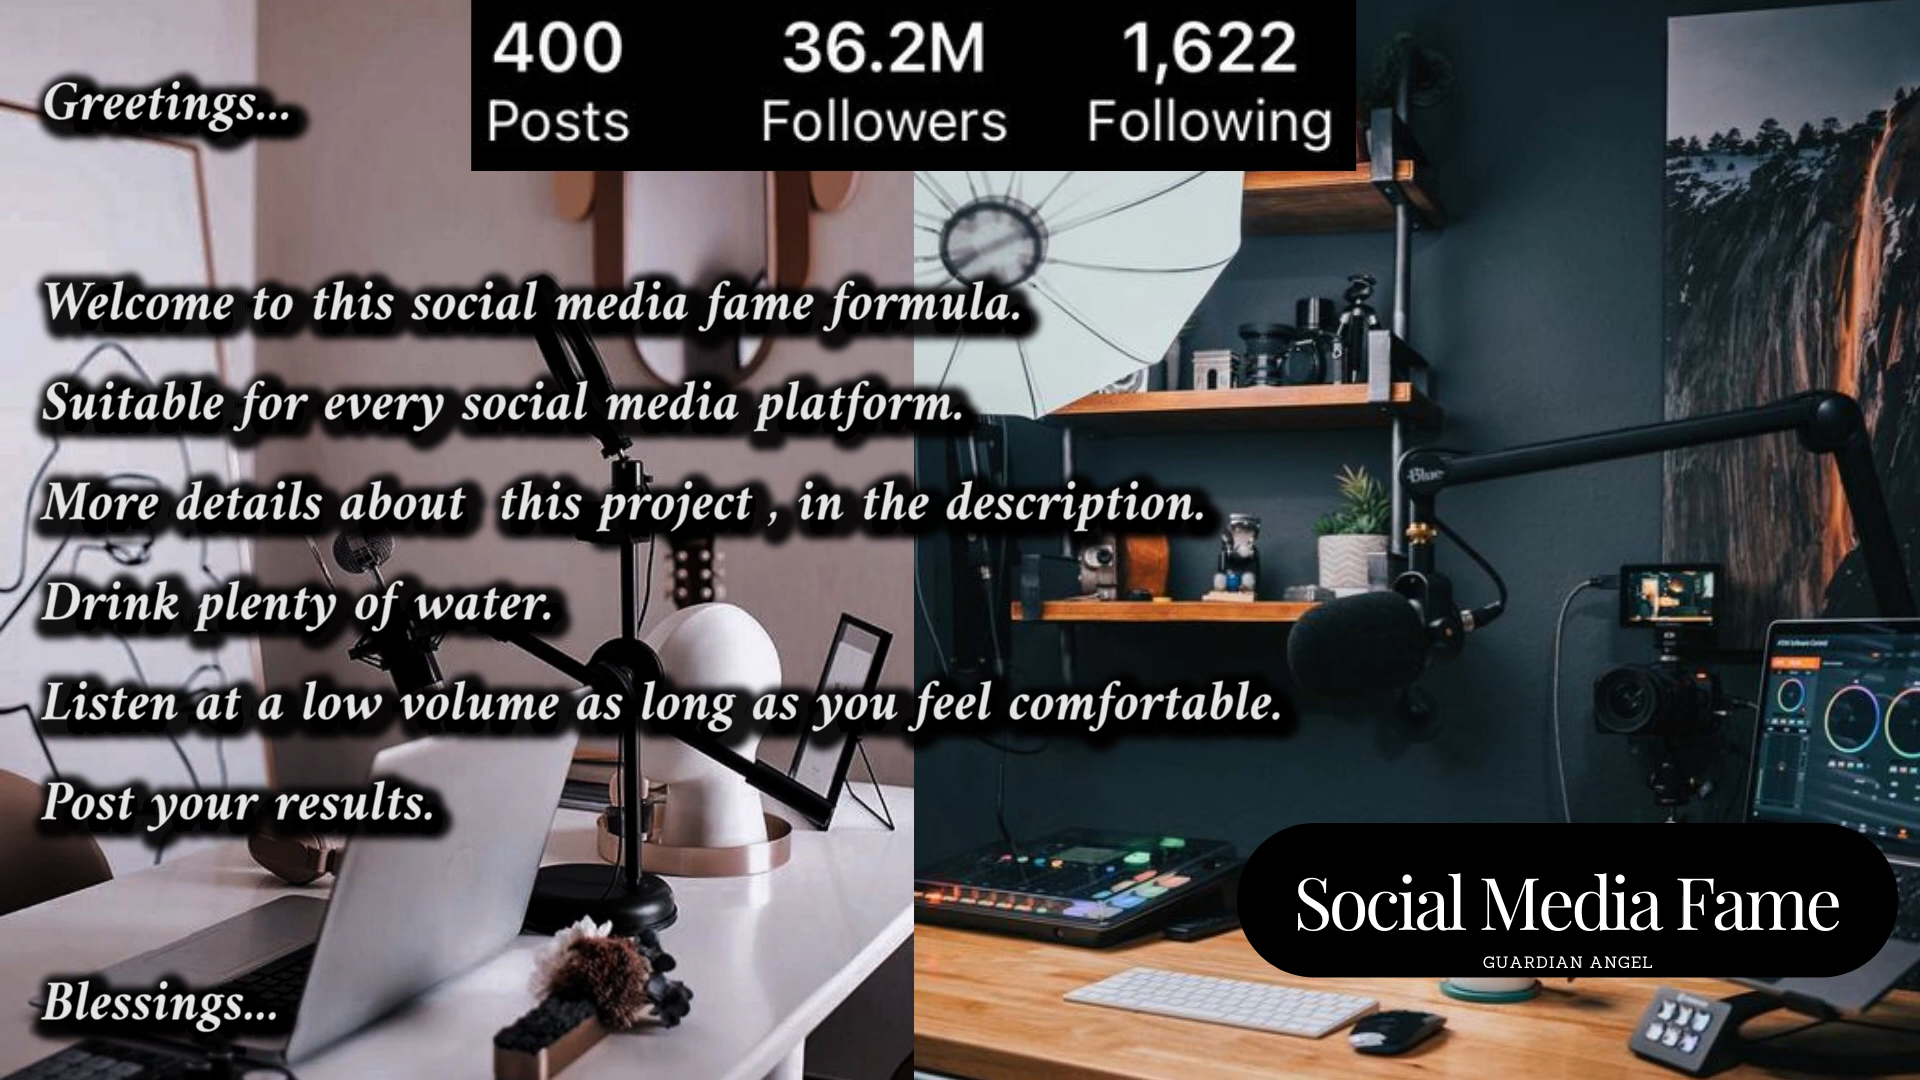 400 36.2M 1,622
Posts Followers Following
Greetings...
Welcome to this social media fame formula.
Suitable for every social media platform.
More details about  this project , in the description.
Drink plenty of water.
Listen at a low volume as long as you feel comfortable.
Post your results.
Blessings...
Blue
Social Media Fame
GUARDIAN ANGEL